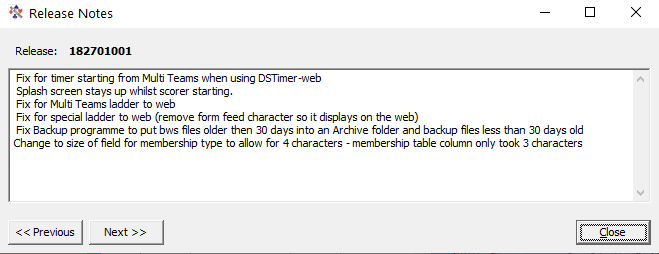 Release Notes
Release: 182701001
Fix for timer starting from Multi Teams when using DSTimer-web
Splash screen stays up whilst scorer starting.
Fix for Multi Teams ladder to web
Fix for special ladder to web (remove form feed character so it displays on the web)
Fix Backup programme to put bws files older then 30 days into an Archive folder and backup files less than 30 days old
Change to size of field for membership type to allow for 4 characters - membership table column only took 3 characters
<< Previous Next >> Close